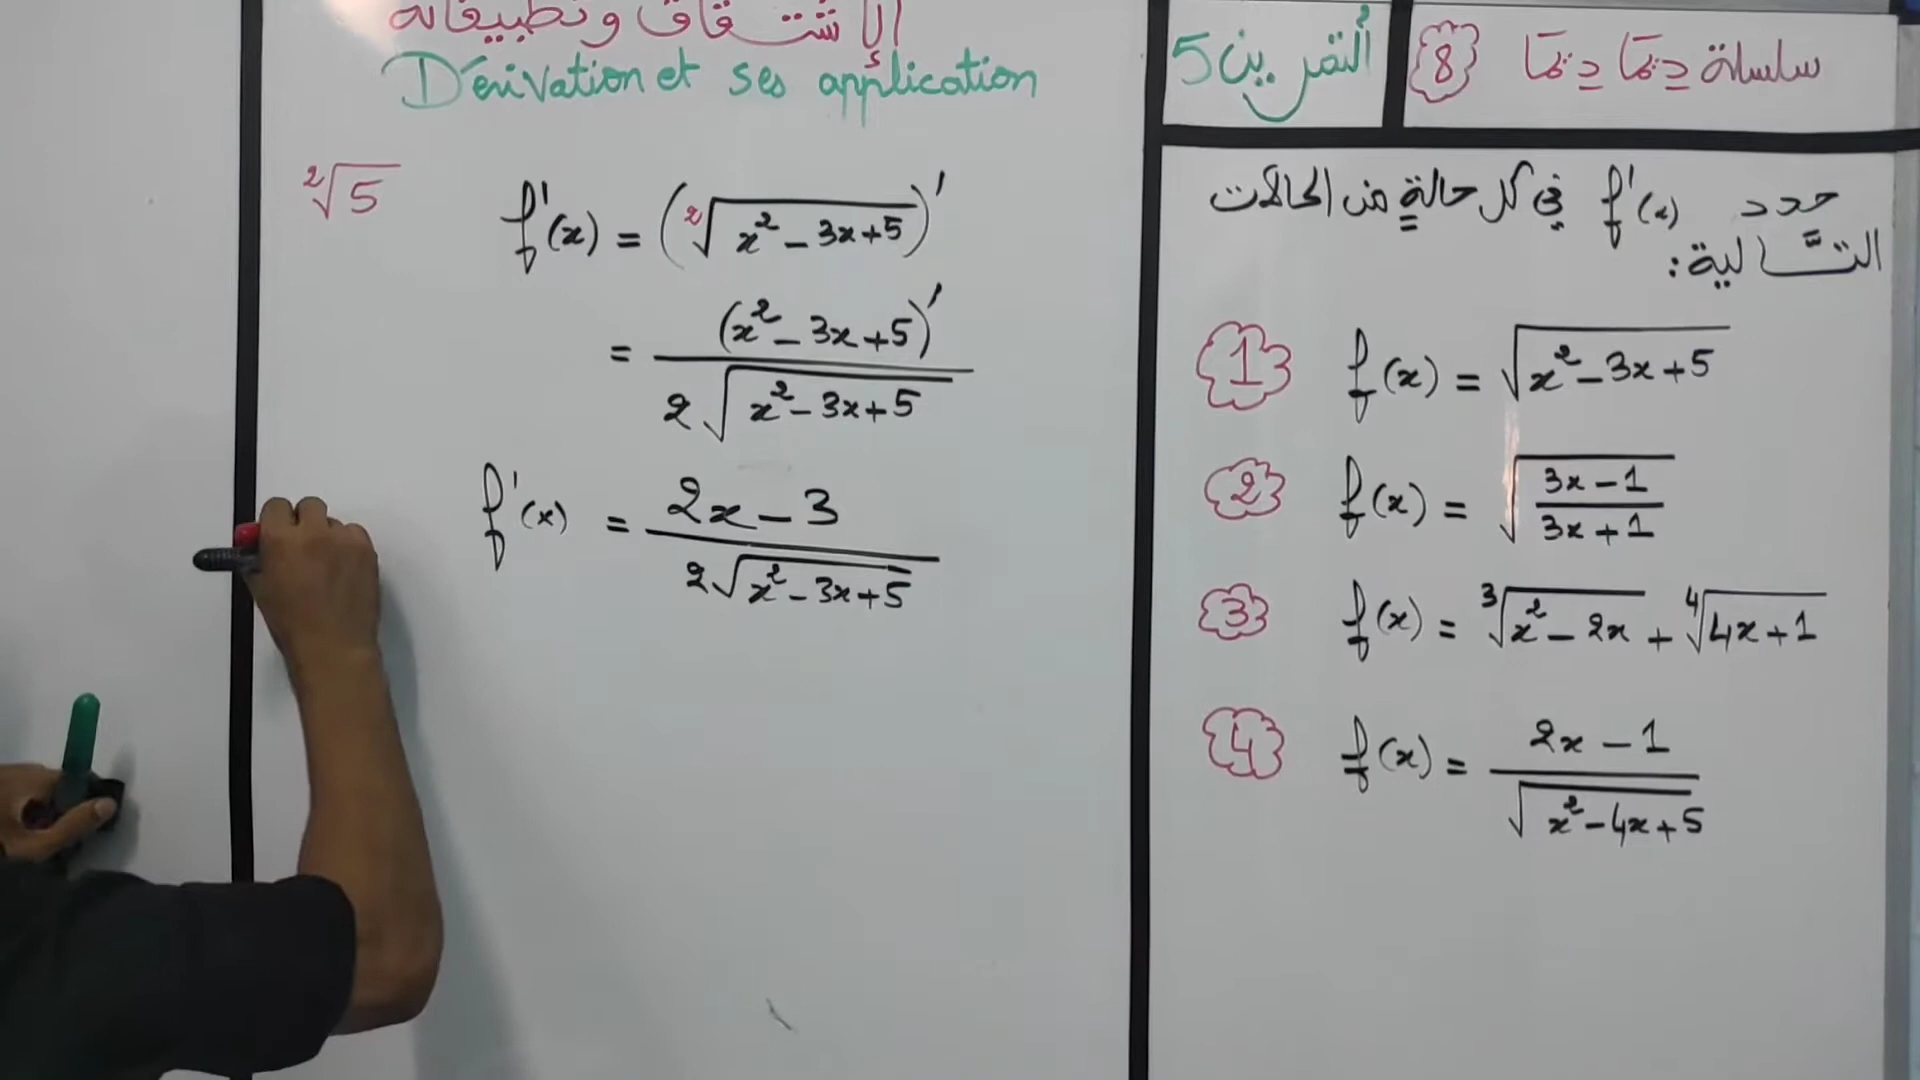 الإشتقاق وتطبيقاته
Dérivation et ses application
التمرين 5
سلسلة 8
²√5
f'(x) = (²√(x² - 3x + 5))'
= (x² - 3x + 5)' / 2√(x² - 3x + 5)
f'(x) = (2x - 3) / 2√(x² - 3x + 5)
حدد f'(x) في كل حالة من الحالات
التالية:
1 f(x) = √(x² - 3x + 5)
2 f(x) = √((3x - 1)/(3x + 1))
3 f(x) = ³√(x² - 2x) + ⁴√(4x + 1)
4 f(x) = (2x - 1) / √(x² - 4x + 5)